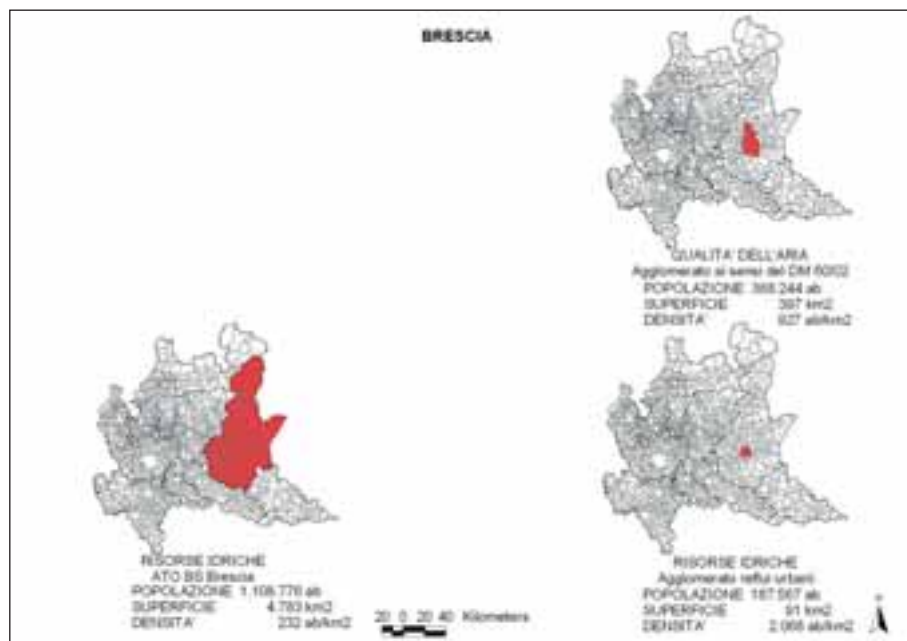 BRESCIA
QUALITA' DELL'ARIA
Agglomerato ai sensi del DM 60/02
POPOLAZIONE 368.244 ab
SUPERFICIE 397 km2
DENSITA' 927 ab/km2
RISORSE IDRICHE
ATO BS Brescia
POPOLAZIONE 1.108.776 ab
SUPERFICIE 4.783 km2
DENSITA' 232 ab/km2
20 0 20 40 Kilometers
RISORSE IDRICHE
Agglomerato reflui urbani
POPOLAZIONE 187.567 ab
SUPERFICIE 91 km2
DENSITA' 2.068 ab/km2